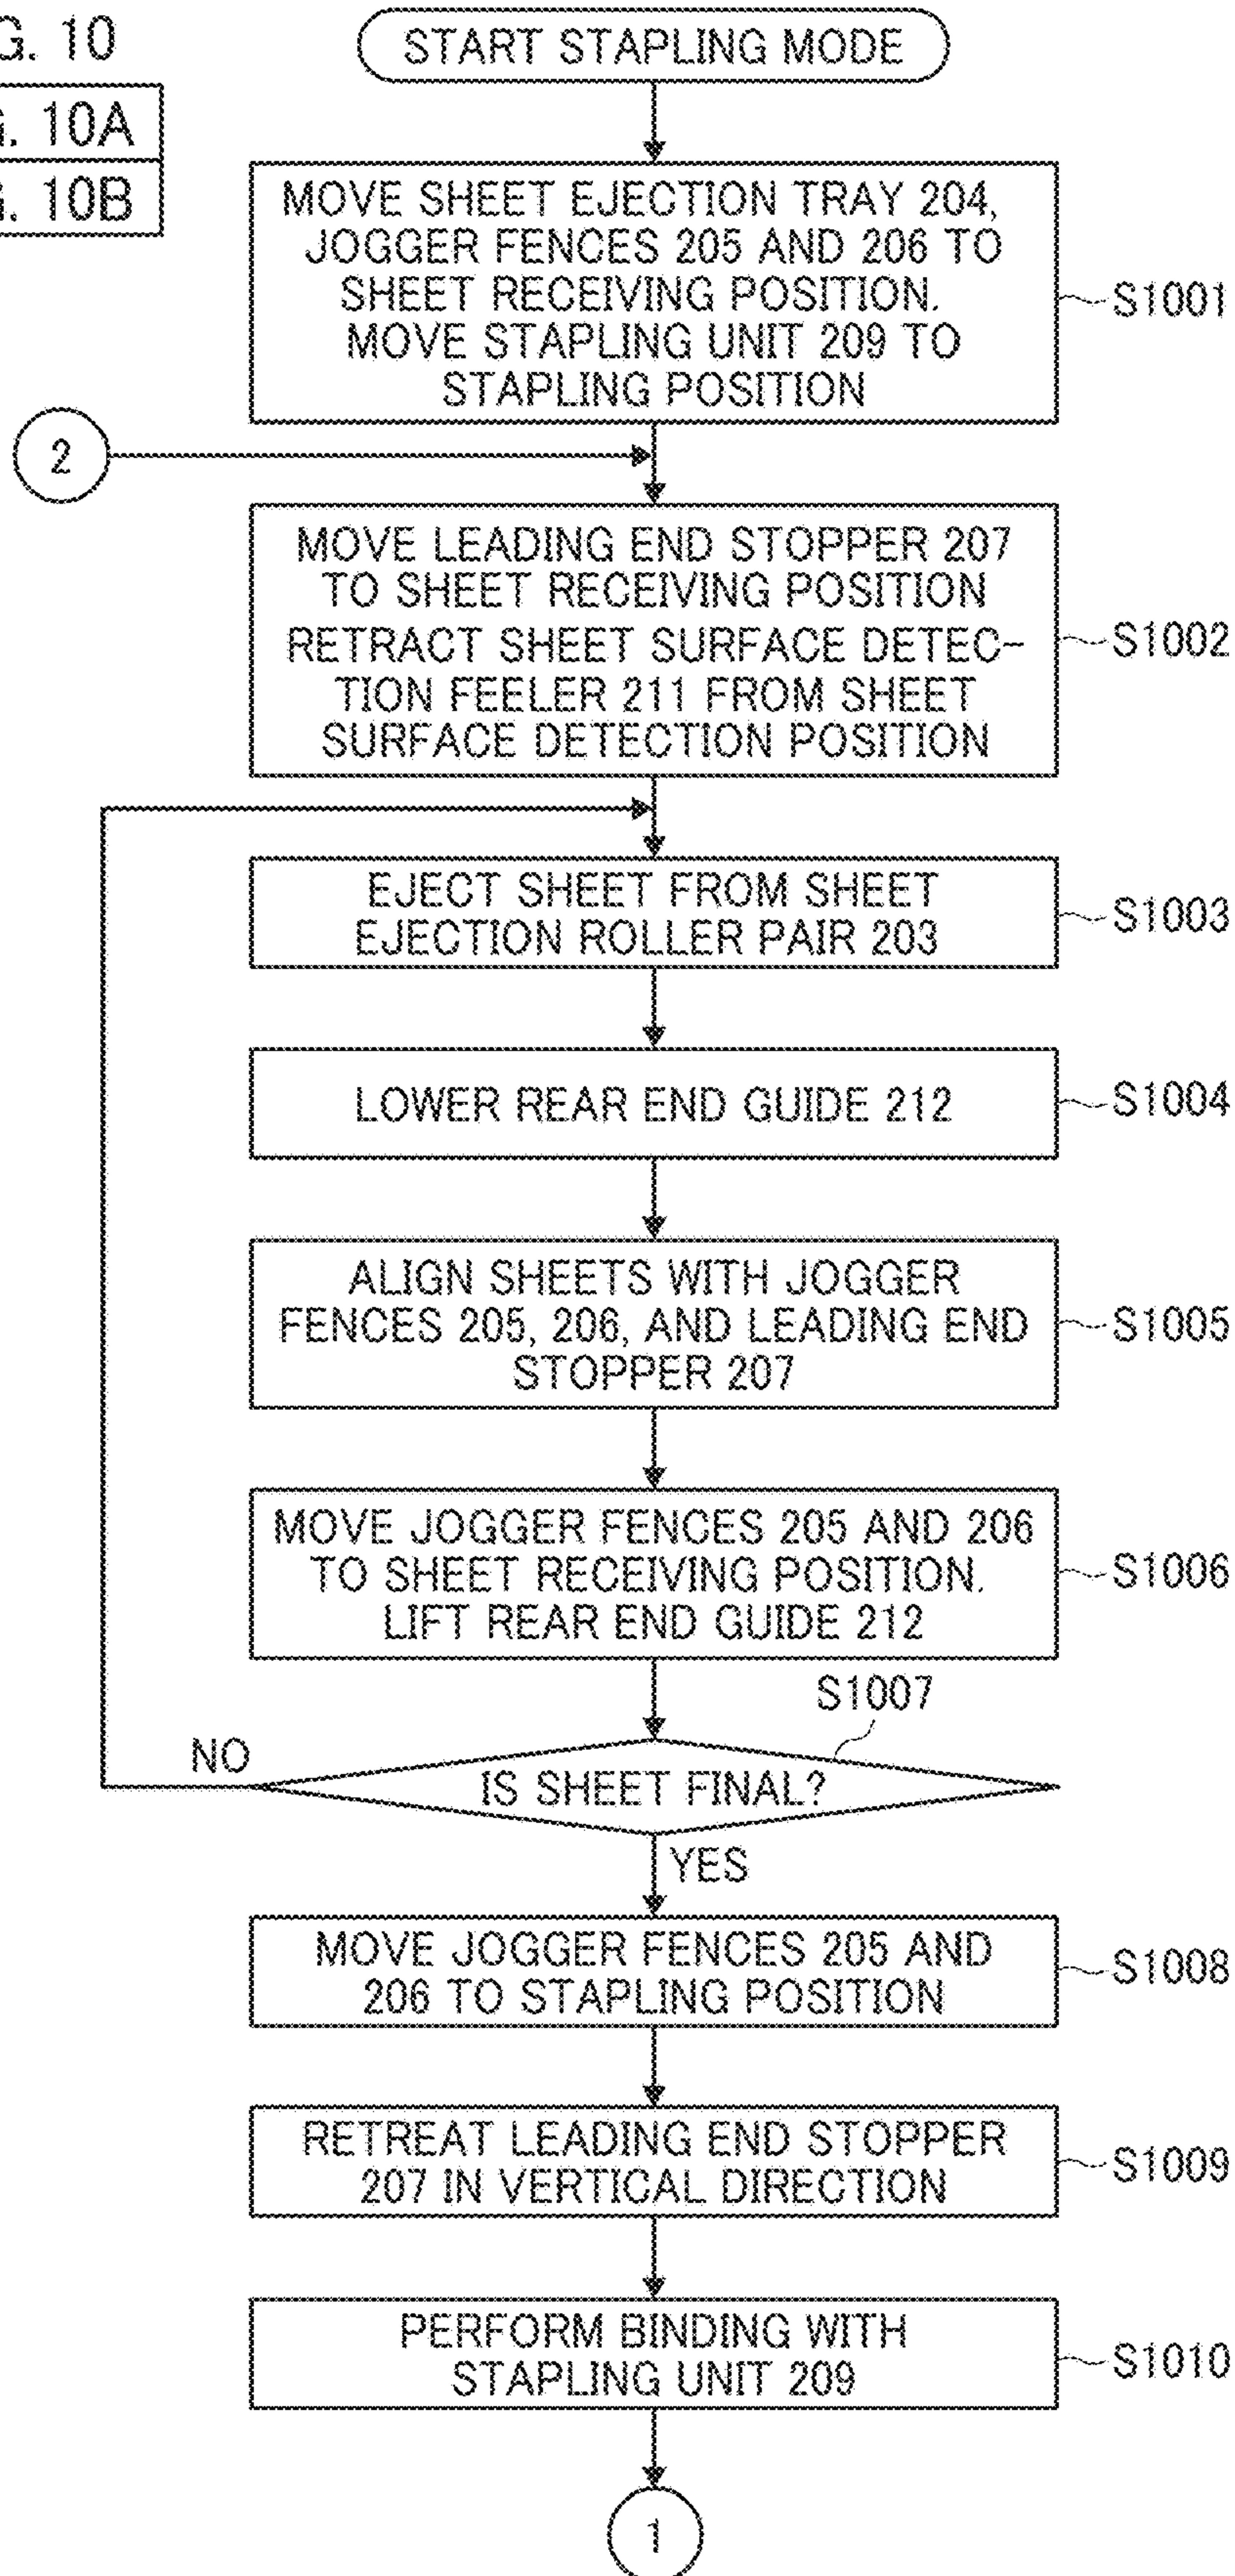 G. 10
G. 10A
G. 10B
START STAPLING MODE
MOVE SHEET EJECTION TRAY 204,
JOGGER FENCES 205 AND 206 TO
SHEET RECEIVING POSITION.
MOVE STAPLING UNIT 209 TO
STAPLING POSITION
S1001
2
MOVE LEADING END STOPPER 207
TO SHEET RECEIVING POSITION
RETRACT SHEET SURFACE DETEC-
TION FEELER 211 FROM SHEET
SURFACE DETECTION POSITION
S1002
EJECT SHEET FROM SHEET
EJECTION ROLLER PAIR 203
S1003
LOWER REAR END GUIDE 212
S1004
ALIGN SHEETS WITH JOGGER
FENCES 205, 206, AND LEADING END
STOPPER 207
S1005
MOVE JOGGER FENCES 205 AND 206
TO SHEET RECEIVING POSITION.
LIFT REAR END GUIDE 212
S1006
S1007
NO
IS SHEET FINAL?
YES
MOVE JOGGER FENCES 205 AND
206 TO STAPLING POSITION
S1008
RETREAT LEADING END STOPPER
207 IN VERTICAL DIRECTION
S1009
PERFORM BINDING WITH
STAPLING UNIT 209
S1010
1